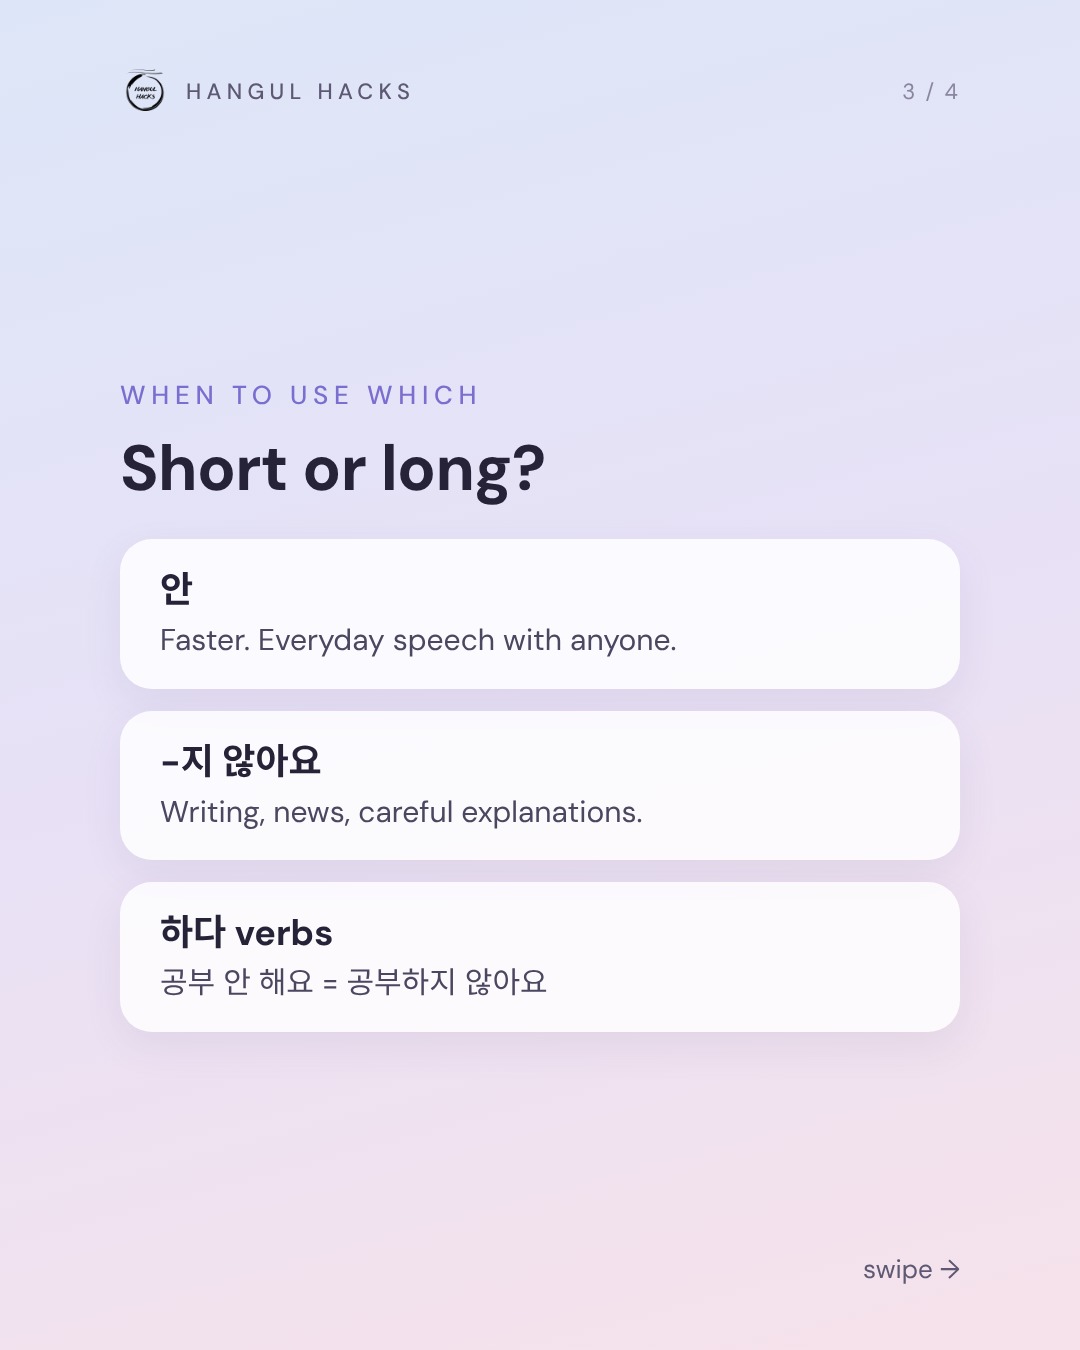 HANGUL HACKS
HANGUL HACKS
3 / 4
WHEN TO USE WHICH
Short or long?
안
Faster. Everyday speech with anyone.
-지 않아요
Writing, news, careful explanations.
하다 verbs
공부 안 해요 = 공부하지 않아요
swipe →